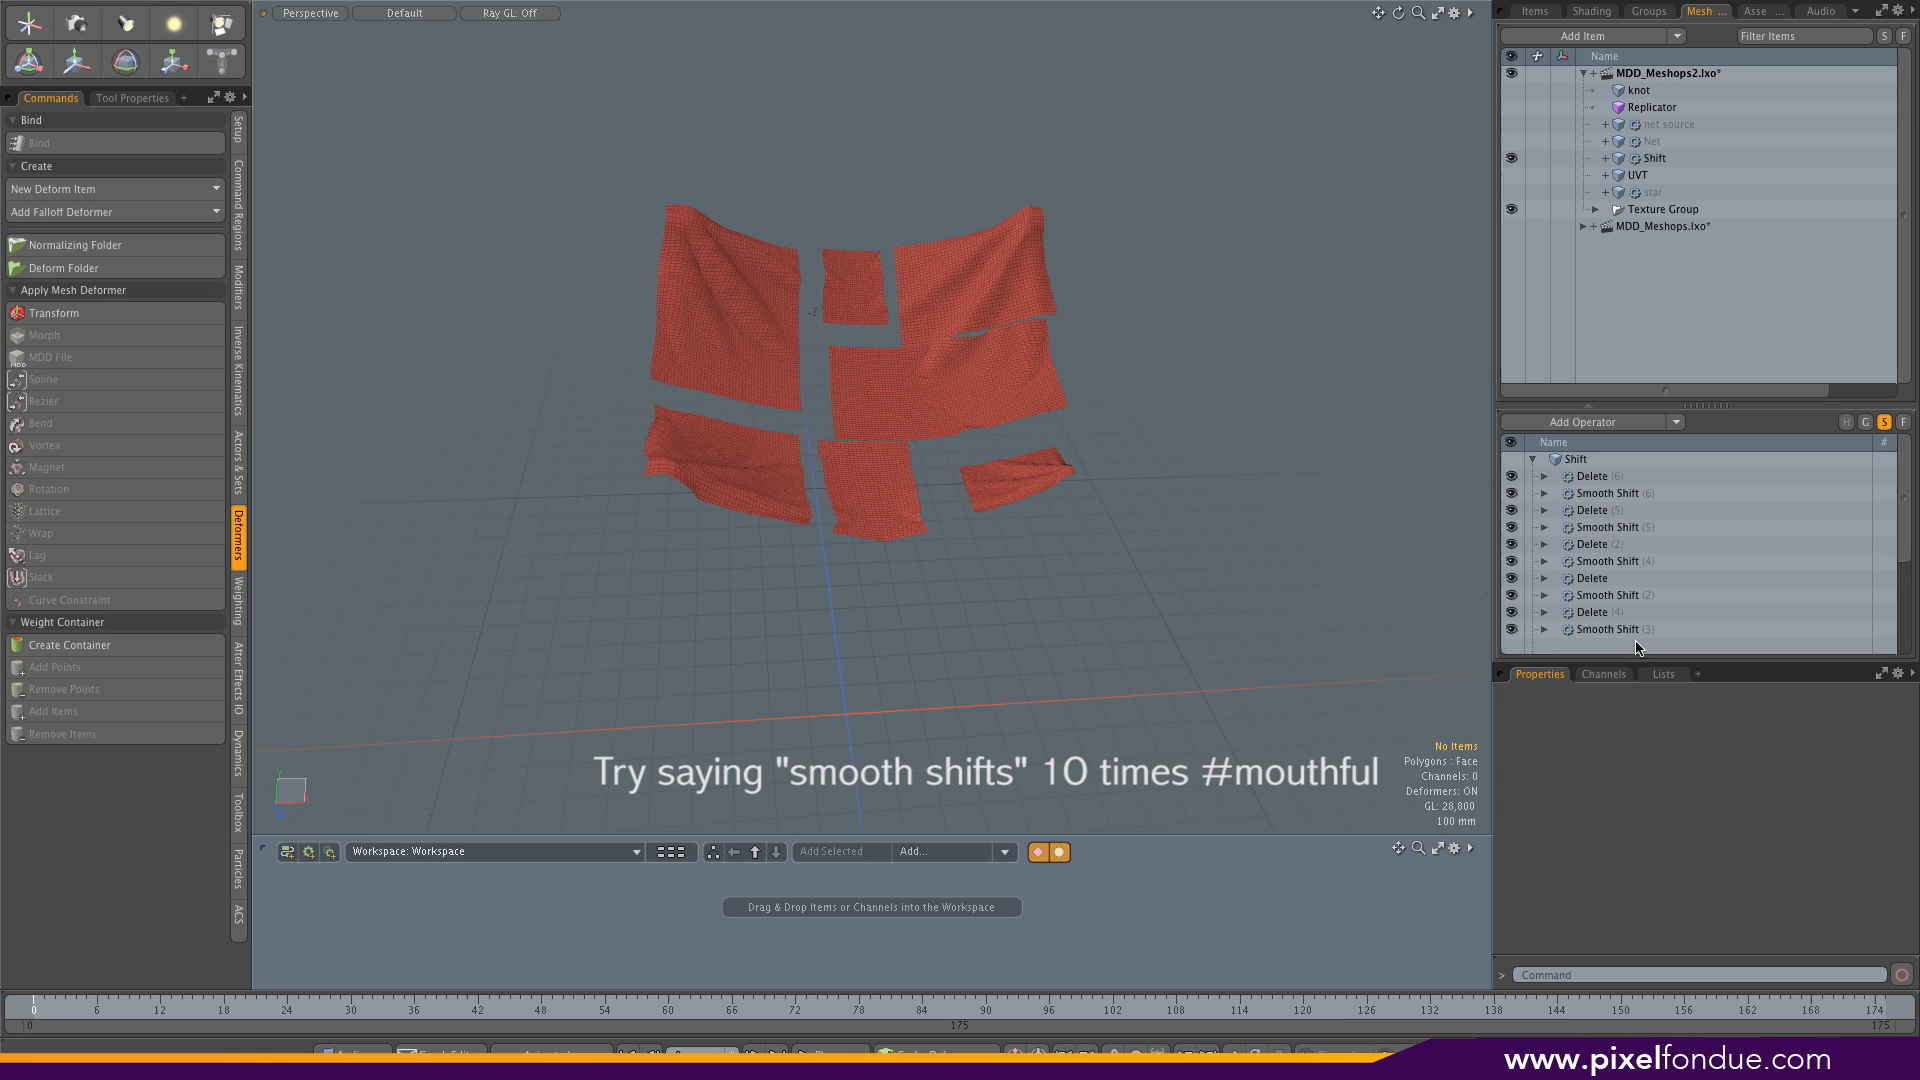 Perspective
Default
Ray GL: Off
Items
Shading
Groups
Mesh ...
Asse ...
Audio
Add Item
Filter Items
S
F
Name
MDD_Meshops2.lxo*
knot
Replicator
net source
Net
Shift
UVT
star
Texture Group
MDD_Meshops.lxo*
Commands
Tool Properties
+
Bind
Bind
Create
New Deform Item
Add Falloff Deformer
Normalizing Folder
Deform Folder
Apply Mesh Deformer
Transform
Morph
MDD File
Spline
Bezier
Bend
Vortex
Magnet
Rotation
Lattice
Wrap
Lag
Slack
Curve Constraint
Weight Container
Create Container
Add Points
Remove Points
Add Items
Remove Items
Setup
Command Regions
Modifiers
Inverse Kinematics
Actors & Sets
Deformers
Weighting
After Effects IO
Dynamics
Toolbox
Particles
ACS
-Z
Add Operator
H
G
S
F
Name
#
Shift
Delete (6)
Smooth Shift (6)
Delete (5)
Smooth Shift (5)
Delete (2)
Smooth Shift (4)
Delete
Smooth Shift (2)
Delete (4)
Smooth Shift (3)
Properties
Channels
Lists
+
Try saying "smooth shifts" 10 times #mouthful
No Items
Polygons : Face
Channels: 0
Deformers: ON
GL: 28,800
100 mm
Workspace: Workspace
Add Selected
Add...
Drag & Drop Items or Channels into the Workspace
> Command
0 6 12 18 24 30 36 42 48 54 60 66 72 78 84 90 96 102 108 114 120 126 132 138 144 150 156 162 168 174
0 175 175
www.pixelfondue.com